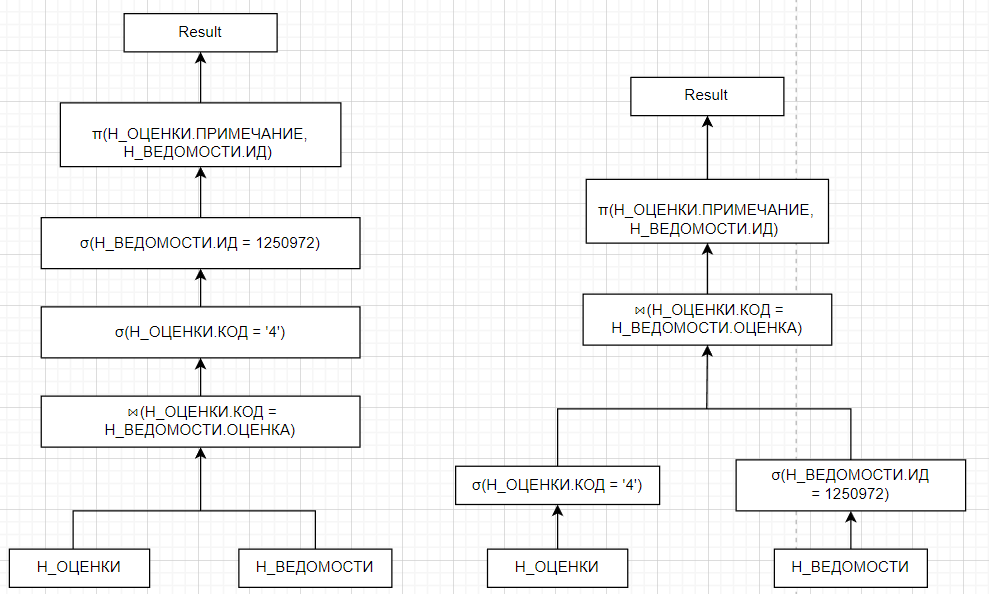 Result
π(Н_ОЦЕНКИ.ПРИМЕЧАНИЕ,
Н_ВЕДОМОСТИ.ИД)
σ(Н_ВЕДОМОСТИ.ИД = 1250972)
σ(Н_ОЦЕНКИ.КОД = '4')
⋈(Н_ОЦЕНКИ.КОД =
Н_ВЕДОМОСТИ.ОЦЕНКА)
Н_ОЦЕНКИ
Н_ВЕДОМОСТИ
Result
π(Н_ОЦЕНКИ.ПРИМЕЧАНИЕ,
Н_ВЕДОМОСТИ.ИД)
⋈(Н_ОЦЕНКИ.КОД =
Н_ВЕДОМОСТИ.ОЦЕНКА)
σ(Н_ОЦЕНКИ.КОД = '4')
σ(Н_ВЕДОМОСТИ.ИД
= 1250972)
Н_ОЦЕНКИ
Н_ВЕДОМОСТИ